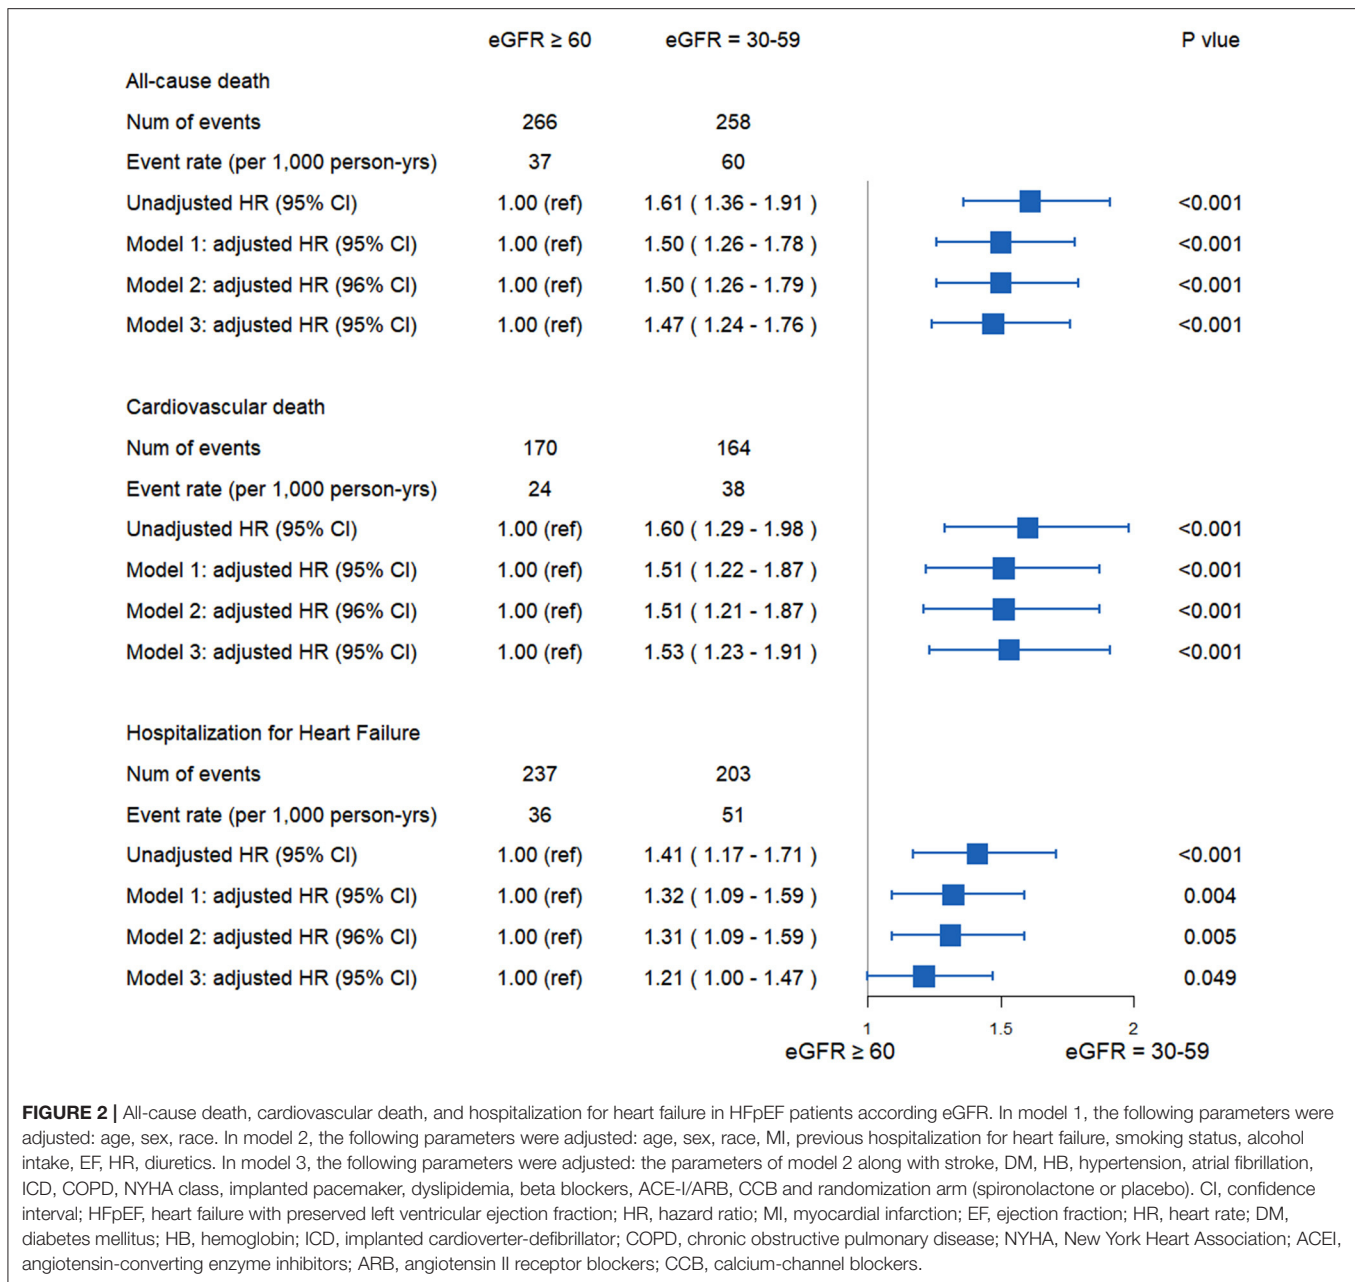 eGFR ≥ 60 eGFR = 30-59 P vlue
All-cause death
Num of events 266 258
Event rate (per 1,000 person-yrs) 37 60
Unadjusted HR (95% CI) 1.00 (ref) 1.61 ( 1.36 - 1.91 ) <0.001
Model 1: adjusted HR (95% CI) 1.00 (ref) 1.50 ( 1.26 - 1.78 ) <0.001
Model 2: adjusted HR (96% CI) 1.00 (ref) 1.50 ( 1.26 - 1.79 ) <0.001
Model 3: adjusted HR (95% CI) 1.00 (ref) 1.47 ( 1.24 - 1.76 ) <0.001
Cardiovascular death
Num of events 170 164
Event rate (per 1,000 person-yrs) 24 38
Unadjusted HR (95% CI) 1.00 (ref) 1.60 ( 1.29 - 1.98 ) <0.001
Model 1: adjusted HR (95% CI) 1.00 (ref) 1.51 ( 1.22 - 1.87 ) <0.001
Model 2: adjusted HR (96% CI) 1.00 (ref) 1.51 ( 1.21 - 1.87 ) <0.001
Model 3: adjusted HR (95% CI) 1.00 (ref) 1.53 ( 1.23 - 1.91 ) <0.001
Hospitalization for Heart Failure
Num of events 237 203
Event rate (per 1,000 person-yrs) 36 51
Unadjusted HR (95% CI) 1.00 (ref) 1.41 ( 1.17 - 1.71 ) <0.001
Model 1: adjusted HR (95% CI) 1.00 (ref) 1.32 ( 1.09 - 1.59 ) 0.004
Model 2: adjusted HR (96% CI) 1.00 (ref) 1.31 ( 1.09 - 1.59 ) 0.005
Model 3: adjusted HR (95% CI) 1.00 (ref) 1.21 ( 1.00 - 1.47 ) 0.049
1 1.5 2
eGFR ≥ 60 eGFR = 30-59
FIGURE 2 | All-cause death, cardiovascular death, and hospitalization for heart failure in HFpEF patients according eGFR. In model 1, the following parameters were
adjusted: age, sex, race. In model 2, the following parameters were adjusted: age, sex, race, MI, previous hospitalization for heart failure, smoking status, alcohol
intake, EF, HR, diuretics. In model 3, the following parameters were adjusted: the parameters of model 2 along with stroke, DM, HB, hypertension, atrial fibrillation,
ICD, COPD, NYHA class, implanted pacemaker, dyslipidemia, beta blockers, ACE-I/ARB, CCB and randomization arm (spironolactone or placebo). CI, confidence
interval; HFpEF, heart failure with preserved left ventricular ejection fraction; HR, hazard ratio; MI, myocardial infarction; EF, ejection fraction; HR, heart rate; DM,
diabetes mellitus; HB, hemoglobin; ICD, implanted cardioverter-defibrillator; COPD, chronic obstructive pulmonary disease; NYHA, New York Heart Association; ACEI,
angiotensin-converting enzyme inhibitors; ARB, angiotensin II receptor blockers; CCB, calcium-channel blockers.